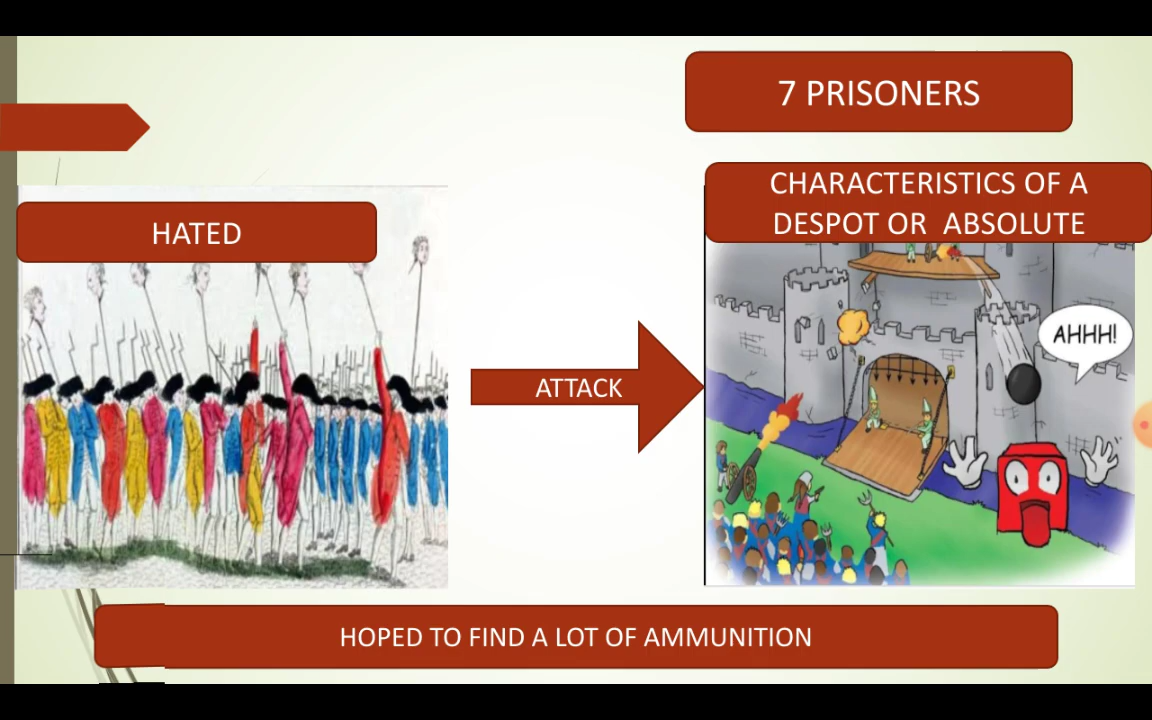 7 PRISONERS
CHARACTERISTICS OF A
DESPOT OR ABSOLUTE
HATED
AHHH!
ATTACK
HOPED TO FIND A LOT OF AMMUNITION